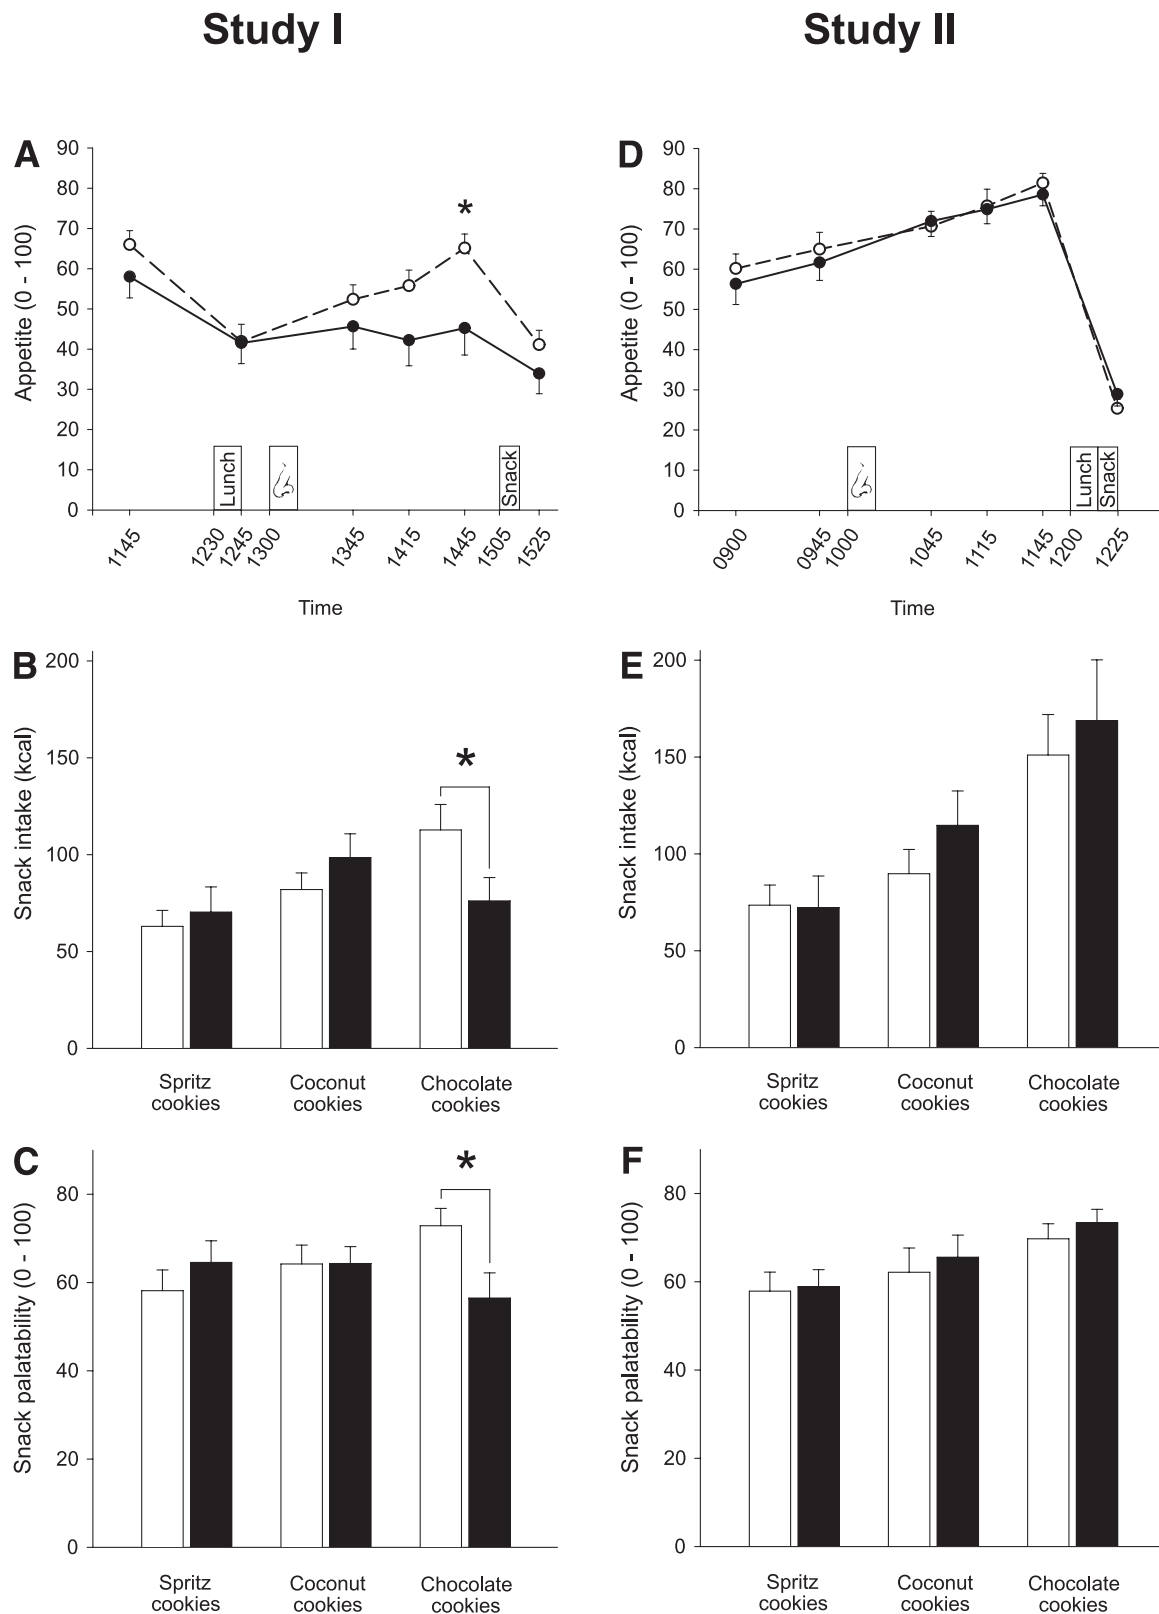 Study I
Study II
A
Appetite (0 - 100)
90
80
70
60
50
40
30
20
10
0
*
Lunch
Snack
1145
1230
1245
1300
1345
1415
1445
1505
1525
Time
D
Appetite (0 - 100)
90
80
70
60
50
40
30
20
10
0
Lunch
Snack
0900
0945
1000
1045
1115
1145
1200
1225
Time
B
Snack intake (kcal)
200
150
100
50
0
*
Spritz
cookies
Coconut
cookies
Chocolate
cookies
E
Snack intake (kcal)
200
150
100
50
0
Spritz
cookies
Coconut
cookies
Chocolate
cookies
C
Snack palatability (0 - 100)
80
60
40
20
0
*
Spritz
cookies
Coconut
cookies
Chocolate
cookies
F
Snack palatability (0 - 100)
80
60
40
20
0
Spritz
cookies
Coconut
cookies
Chocolate
cookies